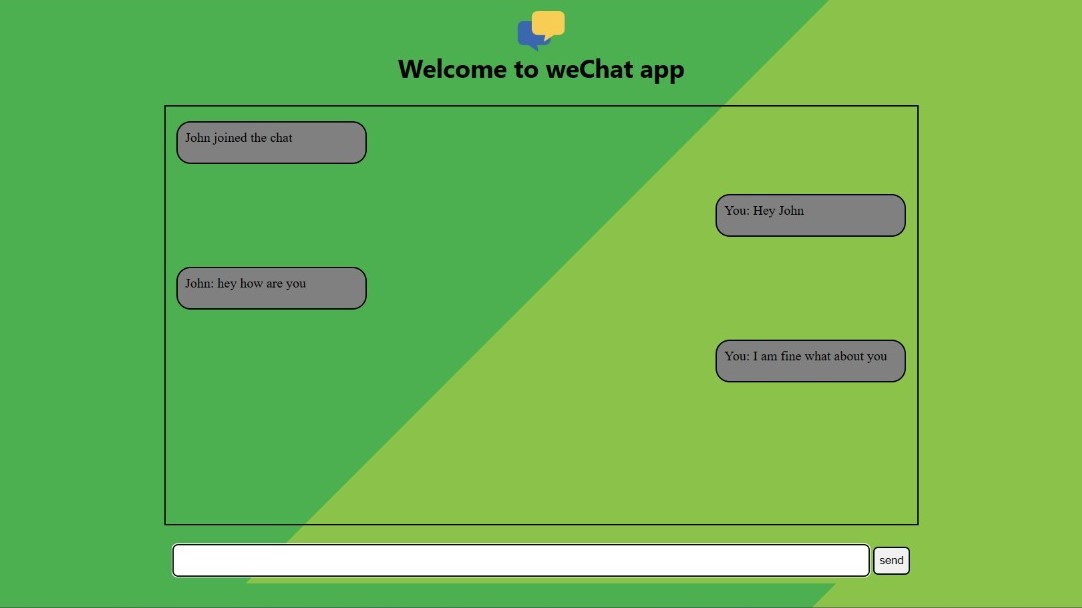 Welcome to weChat app
John joined the chat
You: Hey John
John: hey how are you
You: I am fine what about you
send